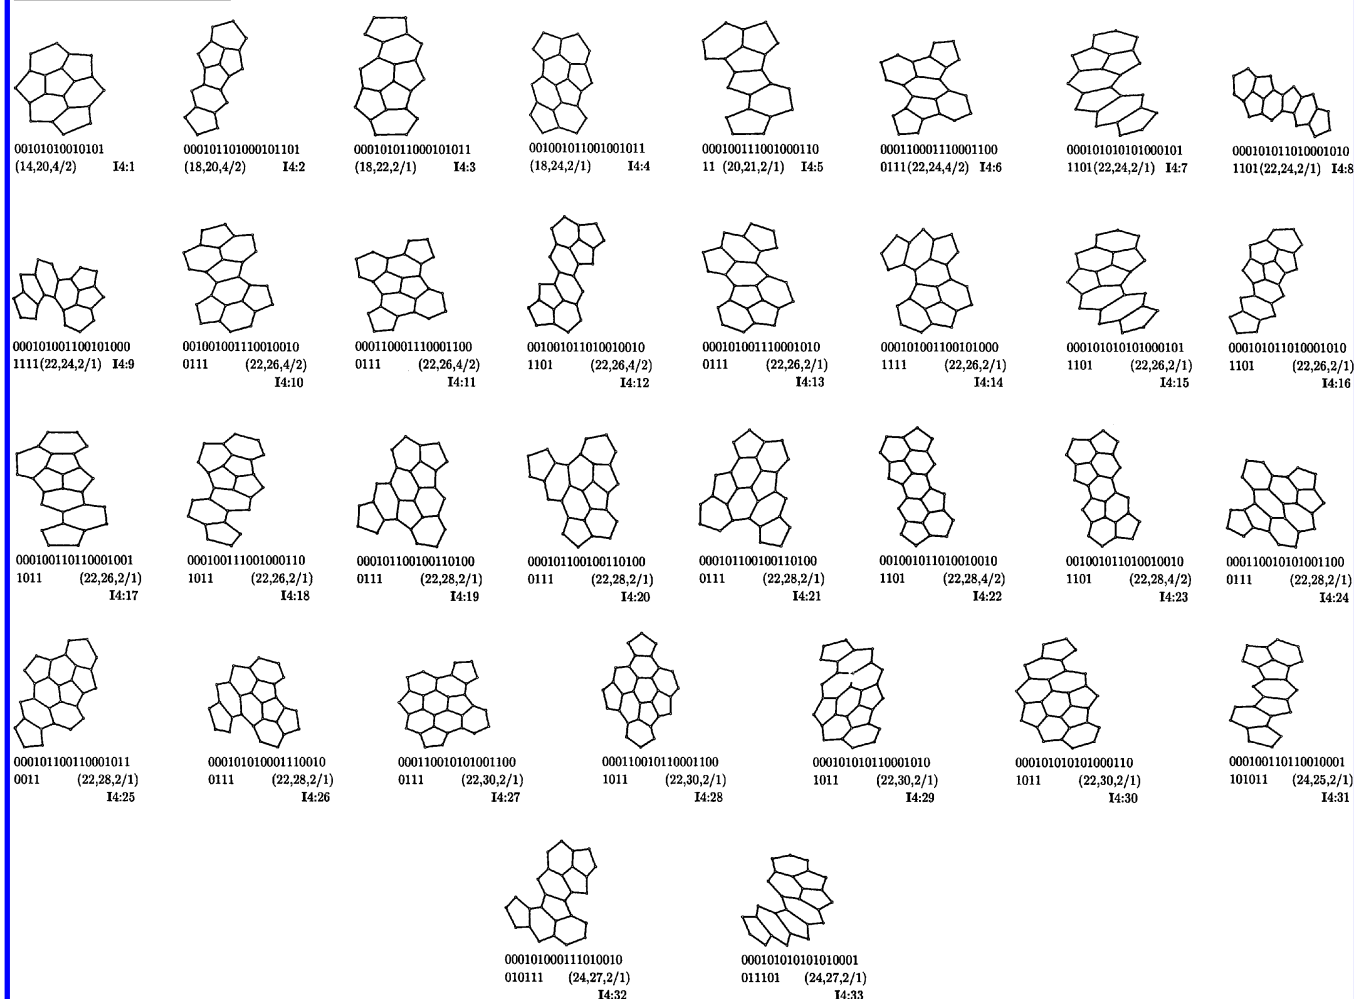 001010100010101
(14,20,4/2) I4:1
000101101000101101
(18,20,4/2) I4:2
000101011000101011
(18,22,2/1) I4:3
001001011001001011
(18,24,2/1) I4:4
000100111001000110
11 (20,21,2/1) I4:5
000110001110001100
0111(22,24,4/2) I4:6
000101010101000101
1101(22,24,2/1) I4:7
000101011010001010
1101(22,24,2/1) I4:8
000101001100101000
1111(22,24,2/1) I4:9
001001001110010010
0111 (22,26,4/2)
I4:10
000110001110001100
0111 (22,26,4/2)
I4:11
001001011010010010
1101 (22,26,4/2)
I4:12
000101001110001010
0111 (22,26,2/1)
I4:13
000101001100101000
1111 (22,26,2/1)
I4:14
000101010101000101
1101 (22,26,2/1)
I4:15
000101011010001010
1101 (22,26,2/1)
I4:16
000100110110001001
1011 (22,26,2/1)
I4:17
000100111001000110
1011 (22,26,2/1)
I4:18
000101100100110100
0111 (22,28,2/1)
I4:19
000101100100110100
0111 (22,28,2/1)
I4:20
000101100100110100
0111 (22,28,2/1)
I4:21
001001011010010010
1101 (22,28,4/2)
I4:22
001001011010010010
1101 (22,28,4/2)
I4:23
000110010101001100
0111 (22,28,2/1)
I4:24
000101100110001011
0011 (22,28,2/1)
I4:25
000101010001110010
0111 (22,28,2/1)
I4:26
000110010101001100
0111 (22,30,2/1)
I4:27
000110010110001100
1011 (22,30,2/1)
I4:28
000101010110001010
1011 (22,30,2/1)
I4:29
000101010101000110
1011 (22,30,2/1)
I4:30
000100110110010001
101011 (24,25,2/1)
I4:31
000101000111010010
010111 (24,27,2/1)
I4:32
000101010101010001
011101 (24,27,2/1)
I4:33